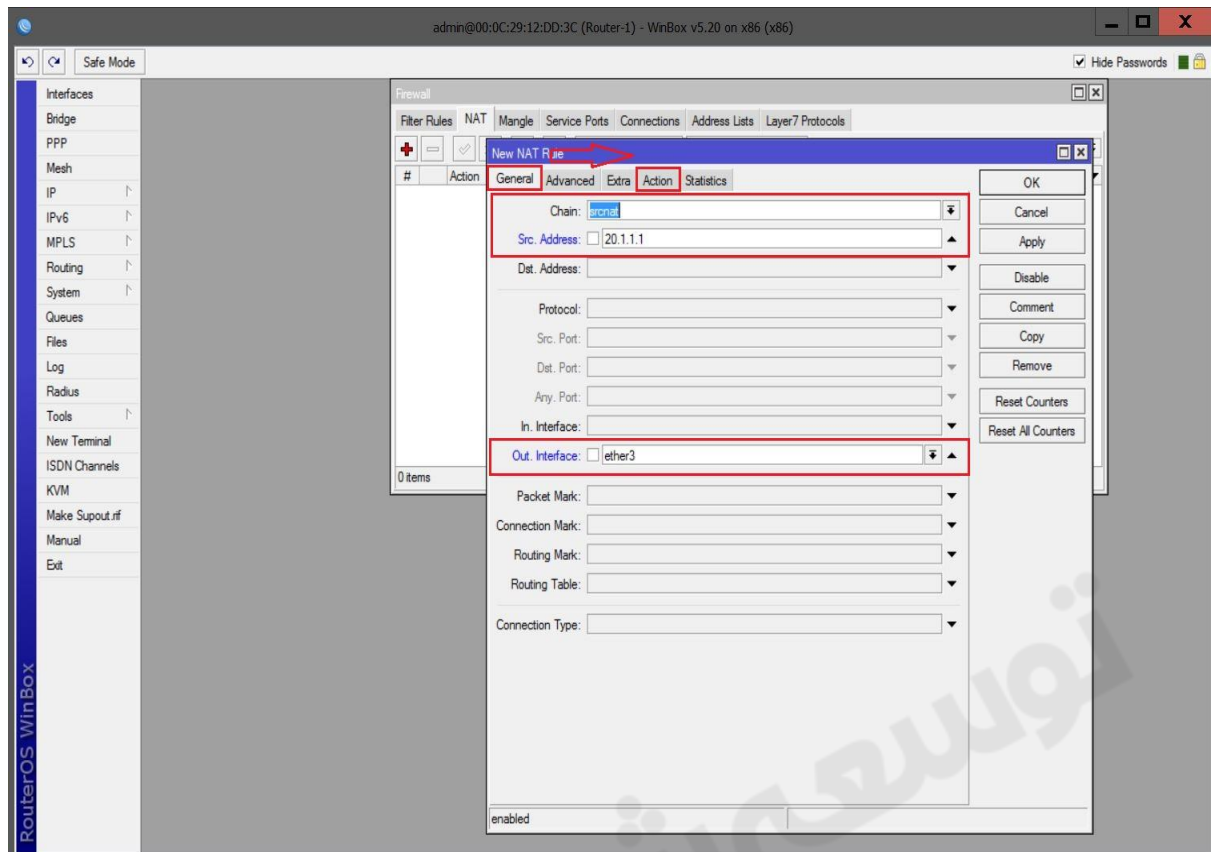 admin@00:0C:29:12:DD:3C (Router-1) - WinBox v5.20 on x86 (x86)
Safe Mode
Hide Passwords
Interfaces
Bridge
PPP
Mesh
IP
IPv6
MPLS
Routing
System
Queues
Files
Log
Radius
Tools
New Terminal
ISDN Channels
KVM
Make Supout.rif
Manual
Exit
RouterOS WinBox
Firewall
Filter Rules NAT Mangle Service Ports Connections Address Lists Layer7 Protocols
# Action
0 items
New NAT Rule
General Advanced Extra Action Statistics
Chain: srcnat
Src. Address: 20.1.1.1
Dst. Address:
Protocol:
Src. Port:
Dst. Port:
Any. Port:
In. Interface:
Out. Interface: ether3
Packet Mark:
Connection Mark:
Routing Mark:
Routing Table:
Connection Type:
enabled
OK
Cancel
Apply
Disable
Comment
Copy
Remove
Reset Counters
Reset All Counters
توسعه